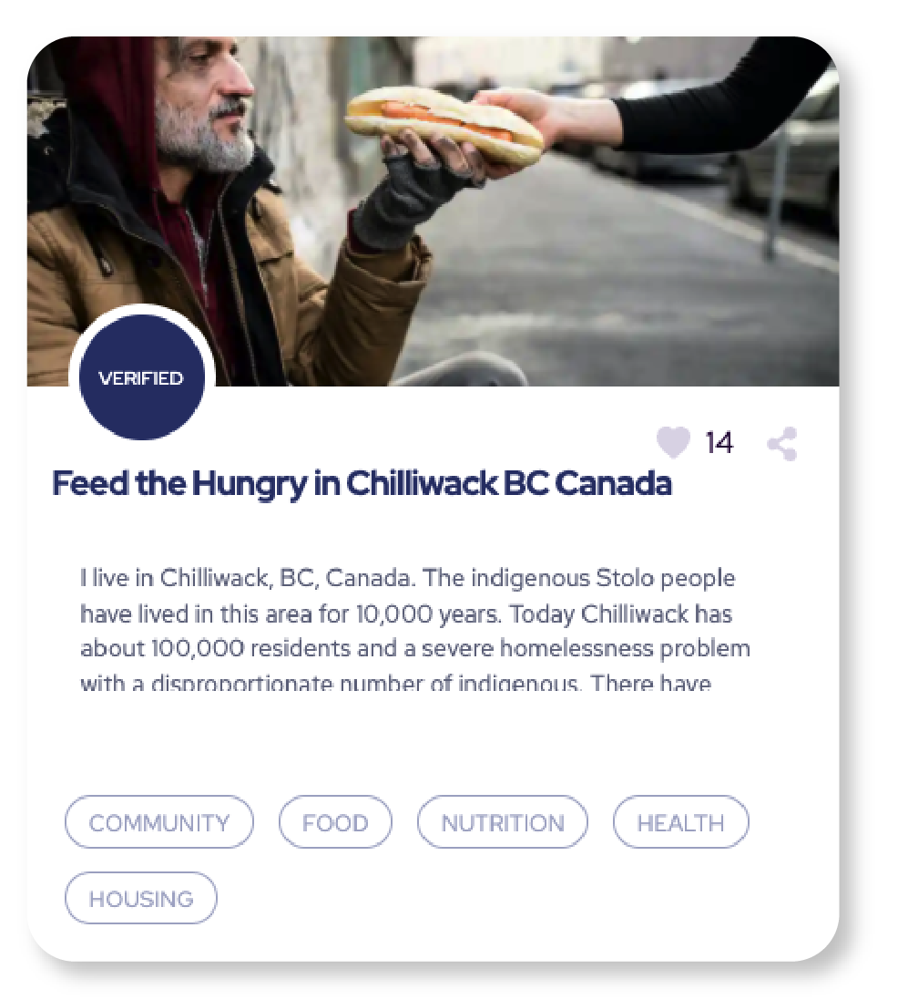 VERIFIED
14
Feed the Hungry in Chilliwack BC Canada
I live in Chilliwack, BC, Canada. The indigenous Stolo people
have lived in this area for 10,000 years. Today Chilliwack has
about 100,000 residents and a severe homelessness problem
with a disproportionate number of indigenous. There have
COMMUNITY
FOOD
NUTRITION
HEALTH
HOUSING